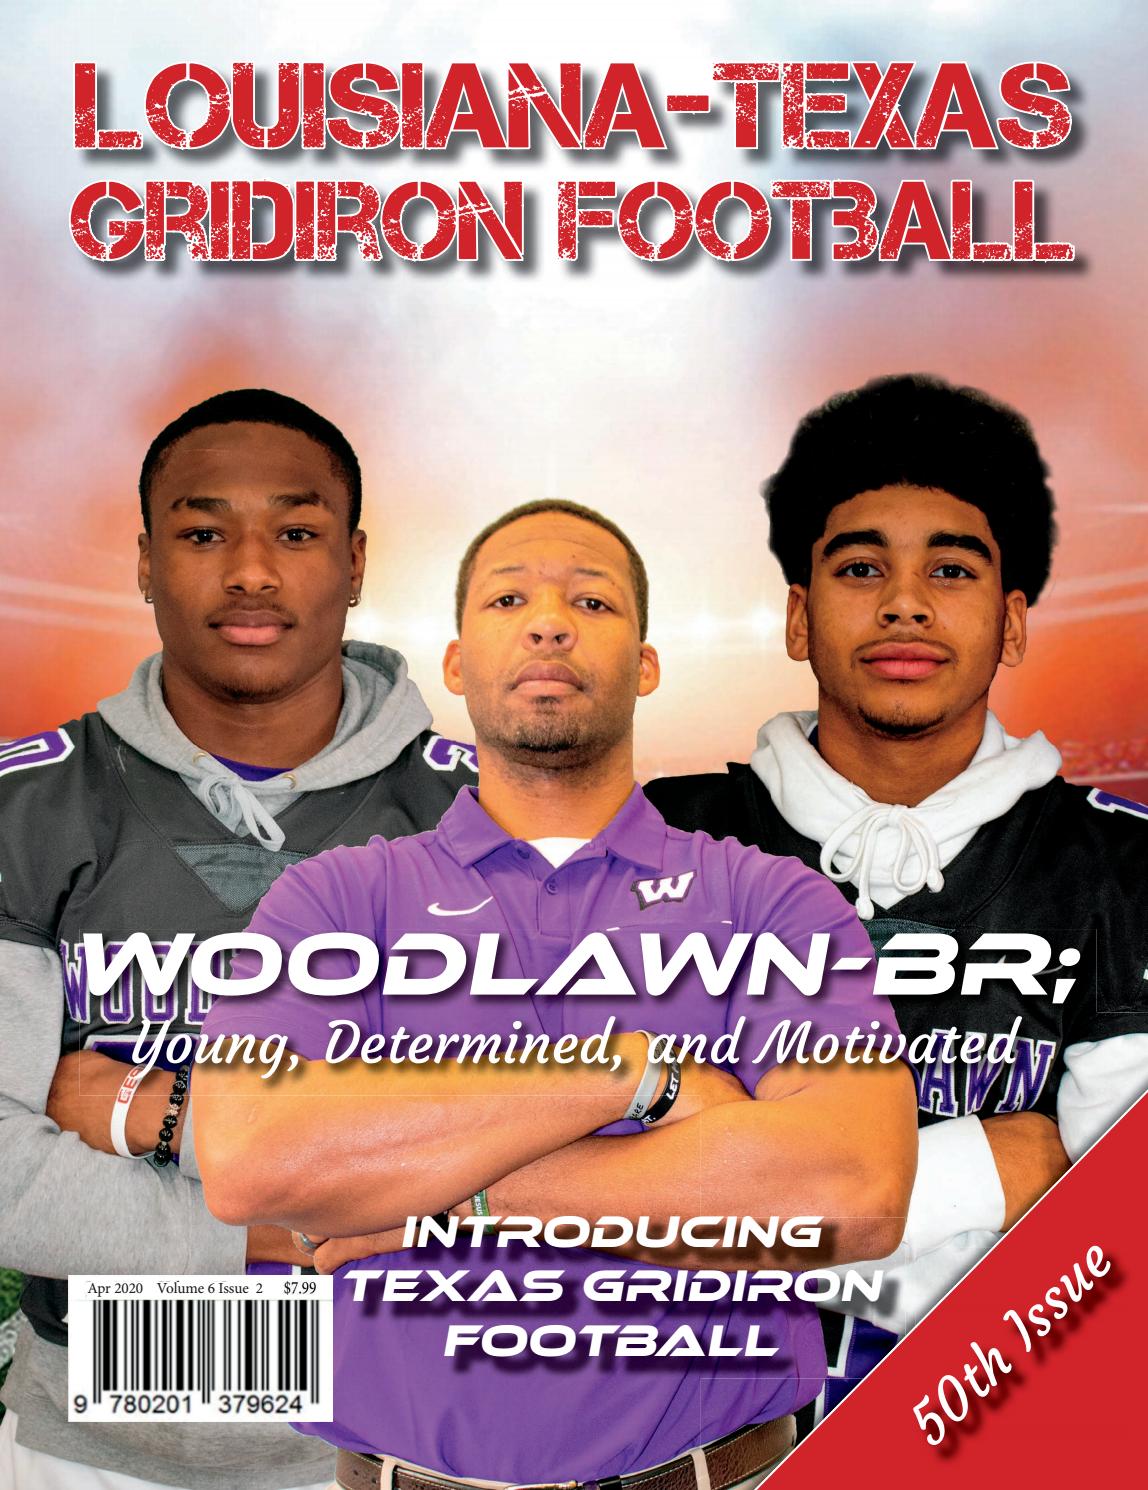 LOUISIANA-TEXAS
GRIDIRON FOOTBALL
W
WOODLAWN-BR;
Young, Determined, and Motivated
AWN
INTRODUCING
TEXAS GRIDIRON
FOOTBALL
Apr 2020 Volume 6 Issue 2 $7.99
9 780201 379624
50th Issue